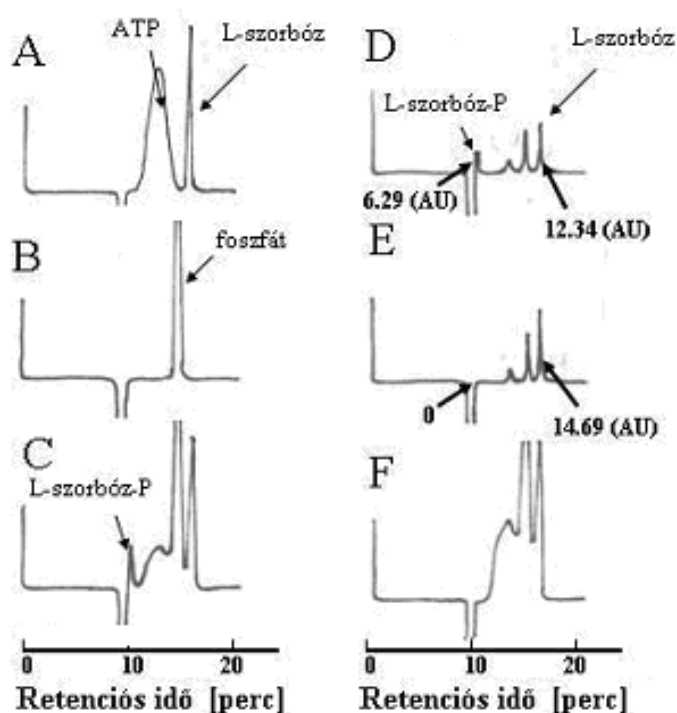 A
ATP
L-szorbóz
B
foszfát
C
L-szorbóz-P
0 10 20
Retenciós idő [perc]
D
L-szorbóz
L-szorbóz-P
6.29 (AU)
12.34 (AU)
E
0
14.69 (AU)
F
0 10 20
Retenciós idő [perc]